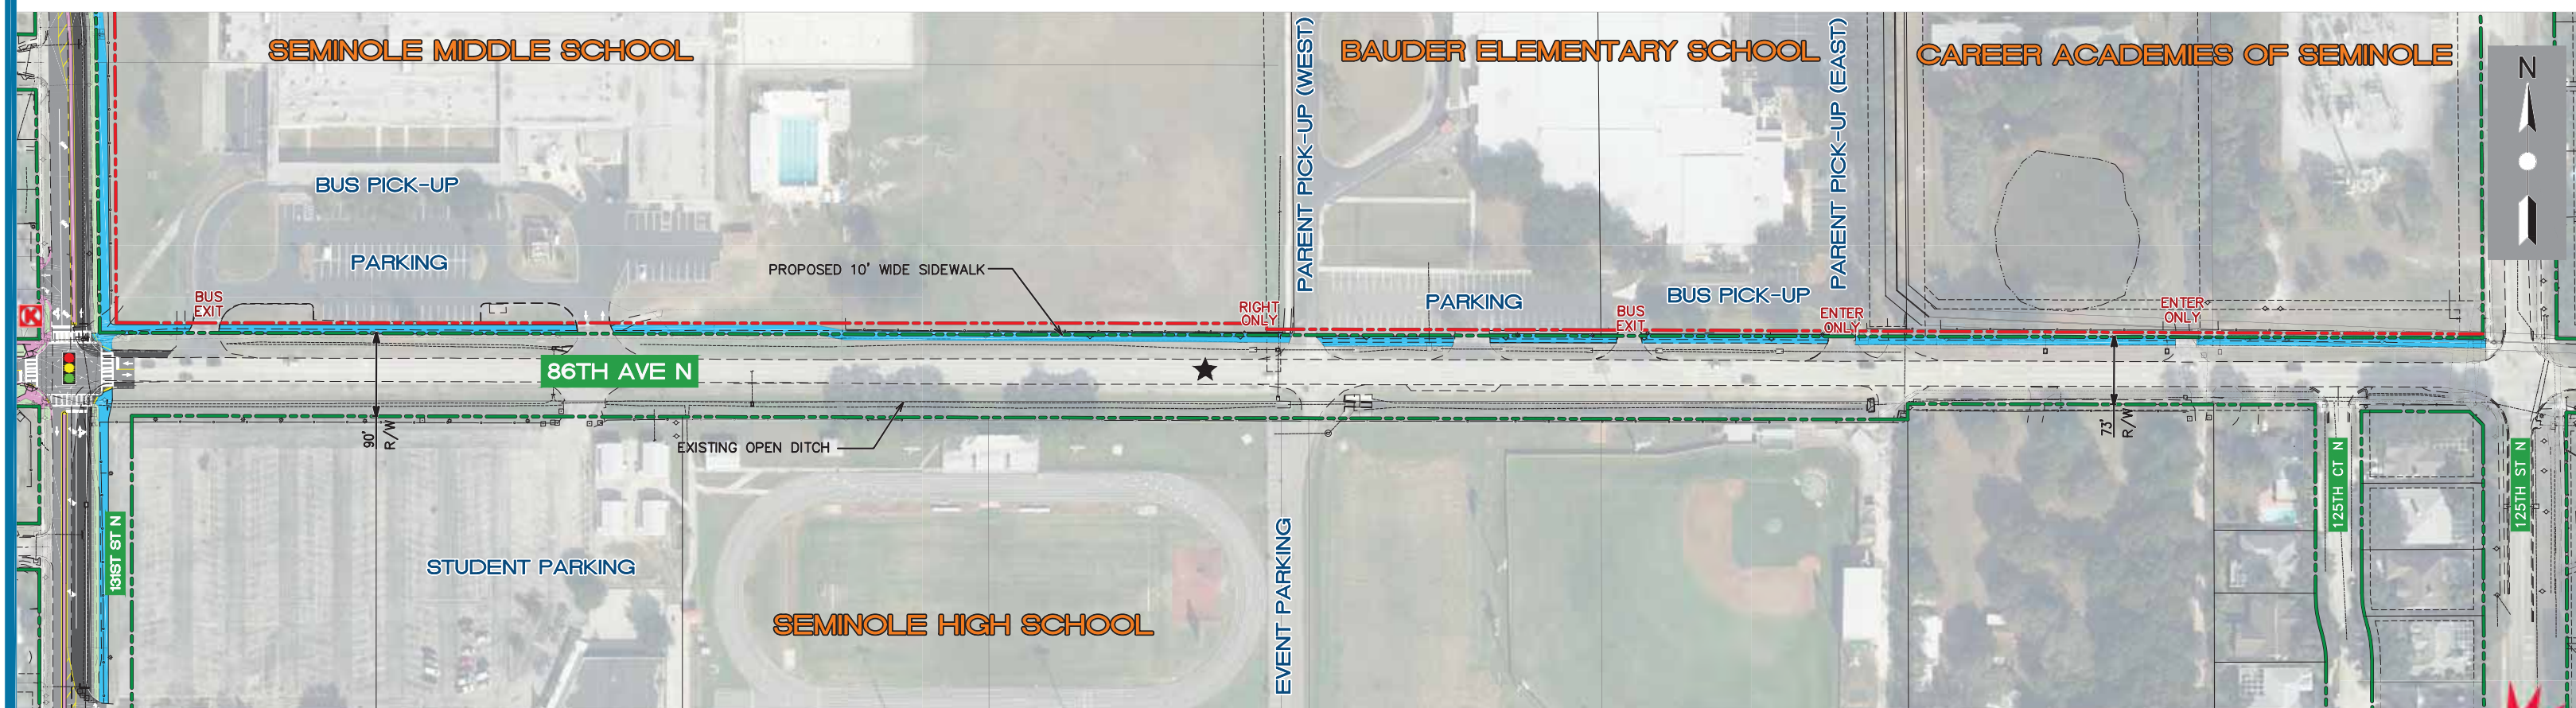 SEMINOLE MIDDLE SCHOOL
BAUDER ELEMENTARY SCHOOL
CAREER ACADEMIES OF SEMINOLE
N
PARENT PICK-UP (WEST)
PARENT PICK-UP (EAST)
BUS PICK-UP
PARKING
PROPOSED 10' WIDE SIDEWALK
BUS
EXIT
RIGHT
ONLY
PARKING
BUS PICK-UP
BUS
EXIT
ENTER
ONLY
ENTER
ONLY
K
86TH AVE N
90'
R/W
EXISTING OPEN DITCH
73'
R/W
131ST ST N
STUDENT PARKING
SEMINOLE HIGH SCHOOL
EVENT PARKING
125TH CT N
125TH ST N